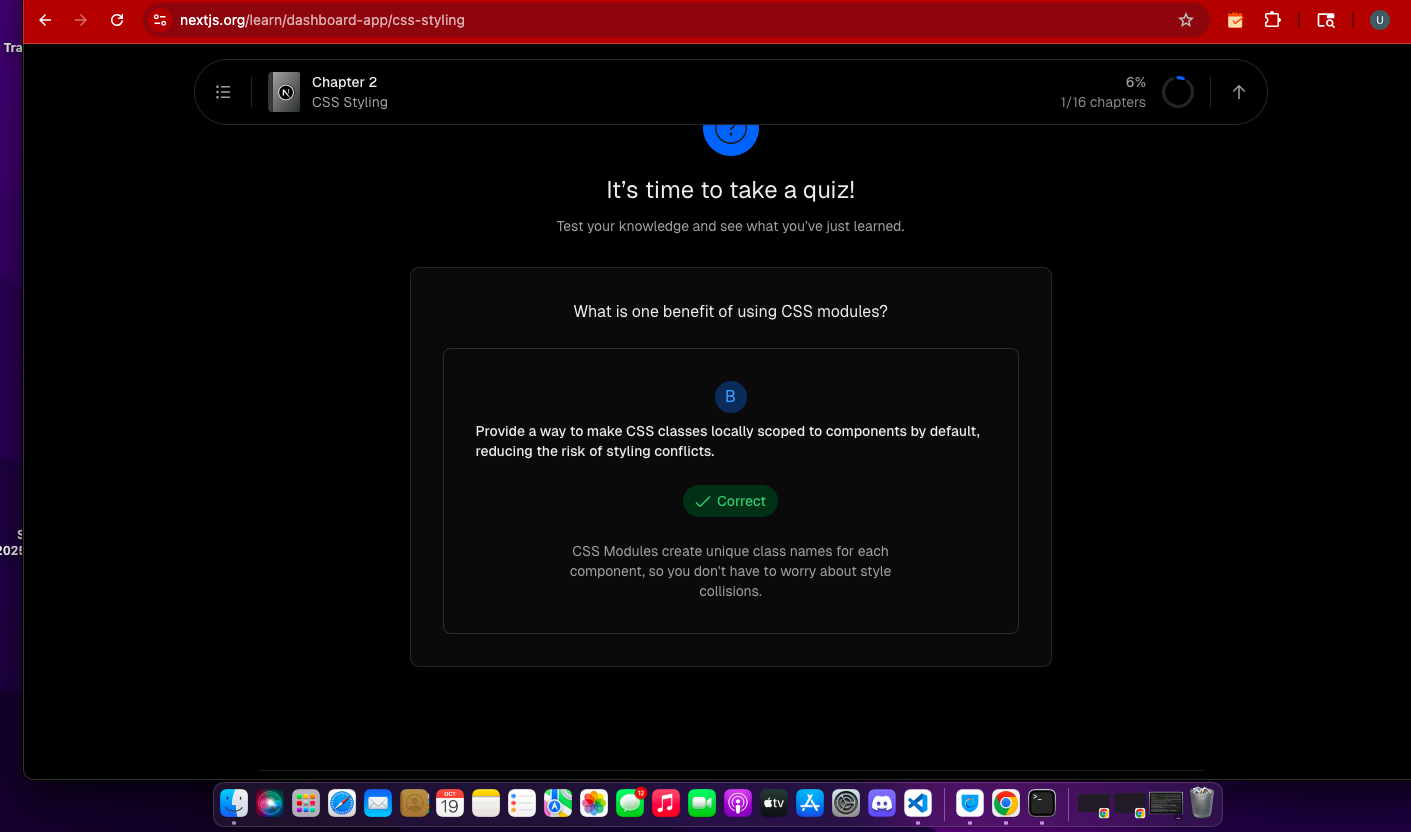 nextjs.org/learn/dashboard-app/css-styling
U
Tra
Chapter 2
CSS Styling
6%
1/16 chapters
N
?
It’s time to take a quiz!
Test your knowledge and see what you’ve just learned.
What is one benefit of using CSS modules?
B
Provide a way to make CSS classes locally scoped to components by default,
reducing the risk of styling conflicts.
Correct
CSS Modules create unique class names for each
component, so you don't have to worry about style
collisions.
S
2025
OCT
19
12
tv
>_